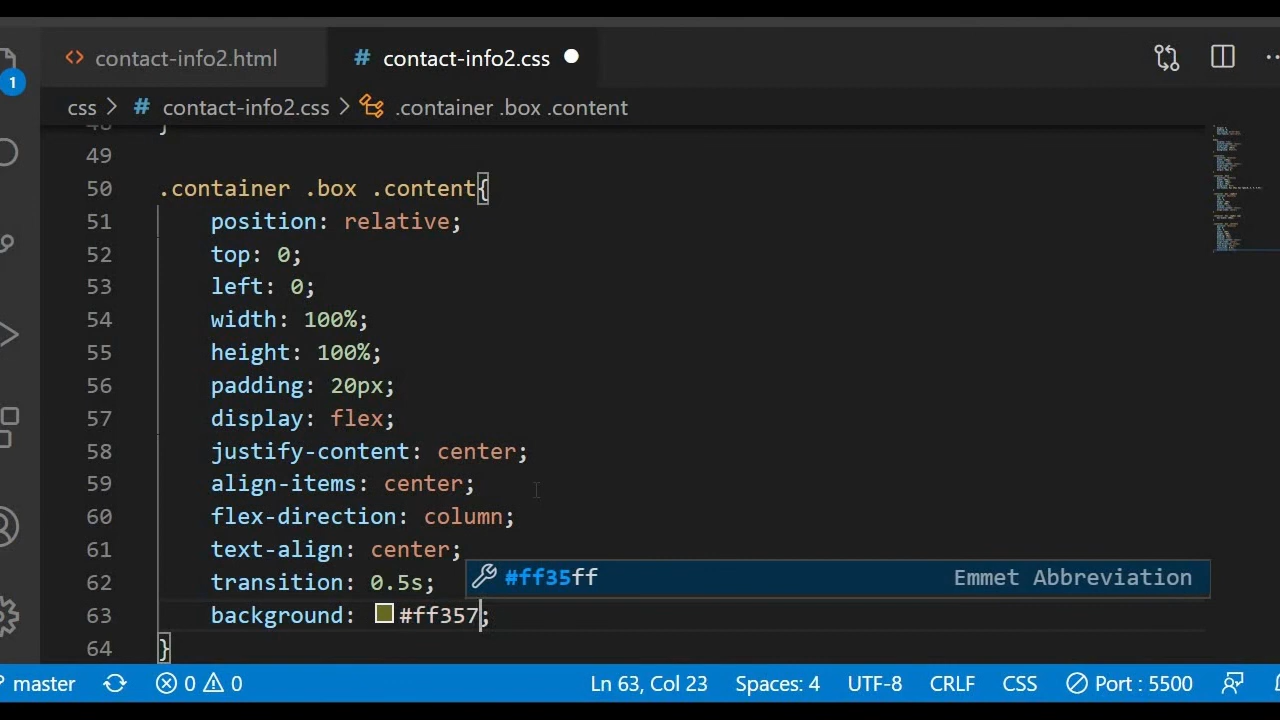 contact-info2.html
# contact-info2.css
1
css > # contact-info2.css > .container .box .content
48 }
49
50 .container .box .content{
51 position: relative;
52 top: 0;
53 left: 0;
54 width: 100%;
55 height: 100%;
56 padding: 20px;
57 display: flex;
58 justify-content: center;
59 align-items: center;
60 flex-direction: column;
61 text-align: center;
#ff35ff Emmet Abbreviation
62 transition: 0.5s;
63 background: #ff357;
64 }
master 0 0 Ln 63, Col 23 Spaces: 4 UTF-8 CRLF CSS Port : 5500